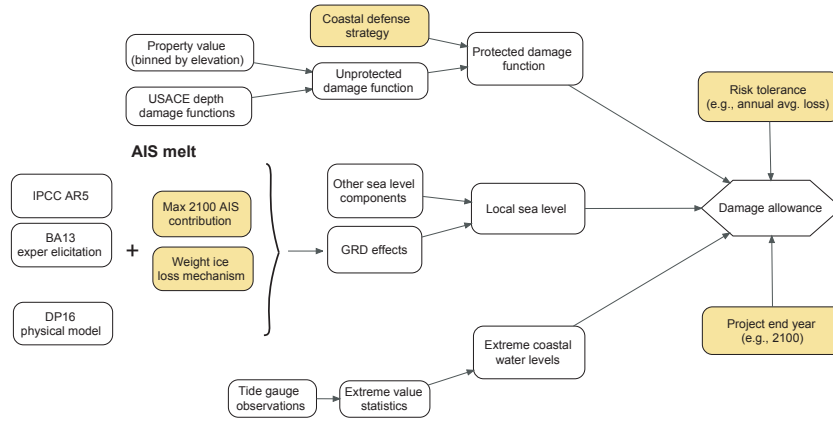 Coastal defense
strategy
Property value
(binned by elevation)
Unprotected
damage function
Protected damage
function
USACE depth
damage functions
Risk tolerance
(e.g., annual avg. loss)
AIS melt
IPCC AR5
BA13
exper elicitation
DP16
physical model
+
Max 2100 AIS
contribution
Weight ice
loss mechanism
Other sea level
components
GRD effects
Local sea level
Damage allowance
Project end year
(e.g., 2100)
Extreme coastal
water levels
Tide gauge
observations
Extreme value
statistics